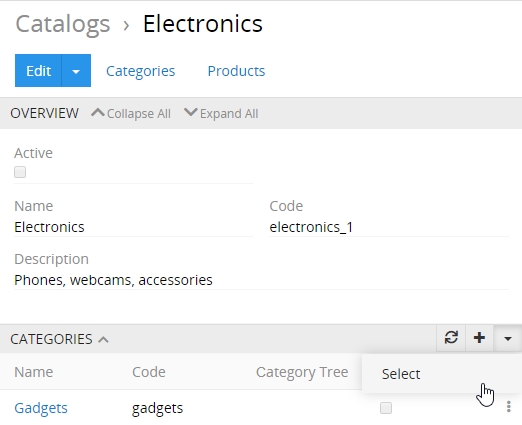 Catalogs › Electronics
Edit Categories Products
OVERVIEW Collapse All Expand All
Active
Name Code
Electronics electronics_1
Description
Phones, webcams, accessories
CATEGORIES
Name Code Category Tree Select
Gadgets gadgets